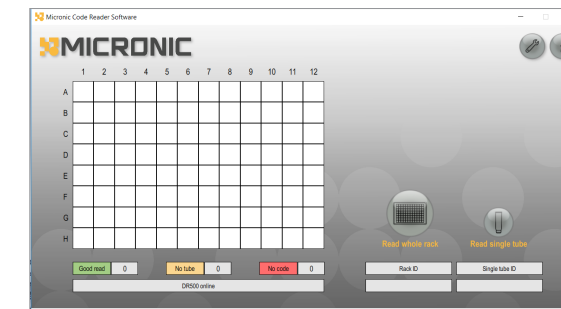 Micronic Code Reader Software
MICRONIC
1 2 3 4 5 6 7 8 9 10 11 12
A
B
C
D
E
F
G
H
Read whole rack Read single tube
Good read 0 No tube 0 No code 0 Rack ID Single tube ID
DR500 online